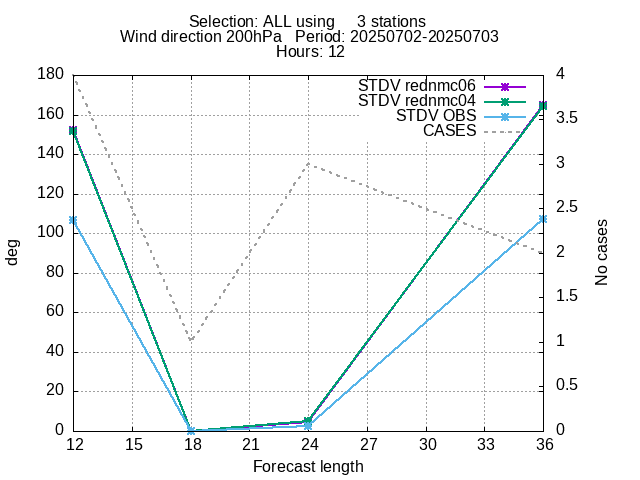 Selection: ALL using     3 stations
Wind direction 200hPa   Period: 20250702-20250703
Hours: 12
STDV rednmc06
STDV rednmc04
STDV OBS
CASES
180
160
140
120
100
80
60
40
20
0
deg
4
3.5
3
2.5
2
1.5
1
0.5
0
No cases
12 15 18 21 24 27 30 33 36
Forecast length